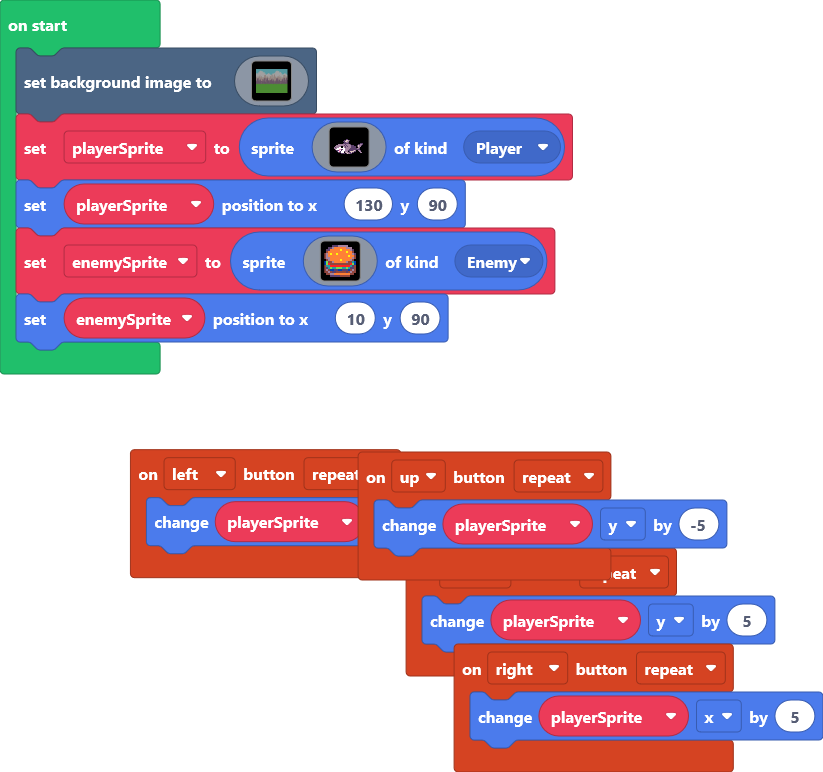 on start
set background image to
set playerSprite to sprite of kind Player
set playerSprite position to x 130 y 90
set enemySprite to sprite of kind Enemy
set enemySprite position to x 10 y 90
on left button repeat
change playerSprite
on up button repeat
change playerSprite y by -5
change playerSprite y by 5
on right button repeat
change playerSprite x by 5